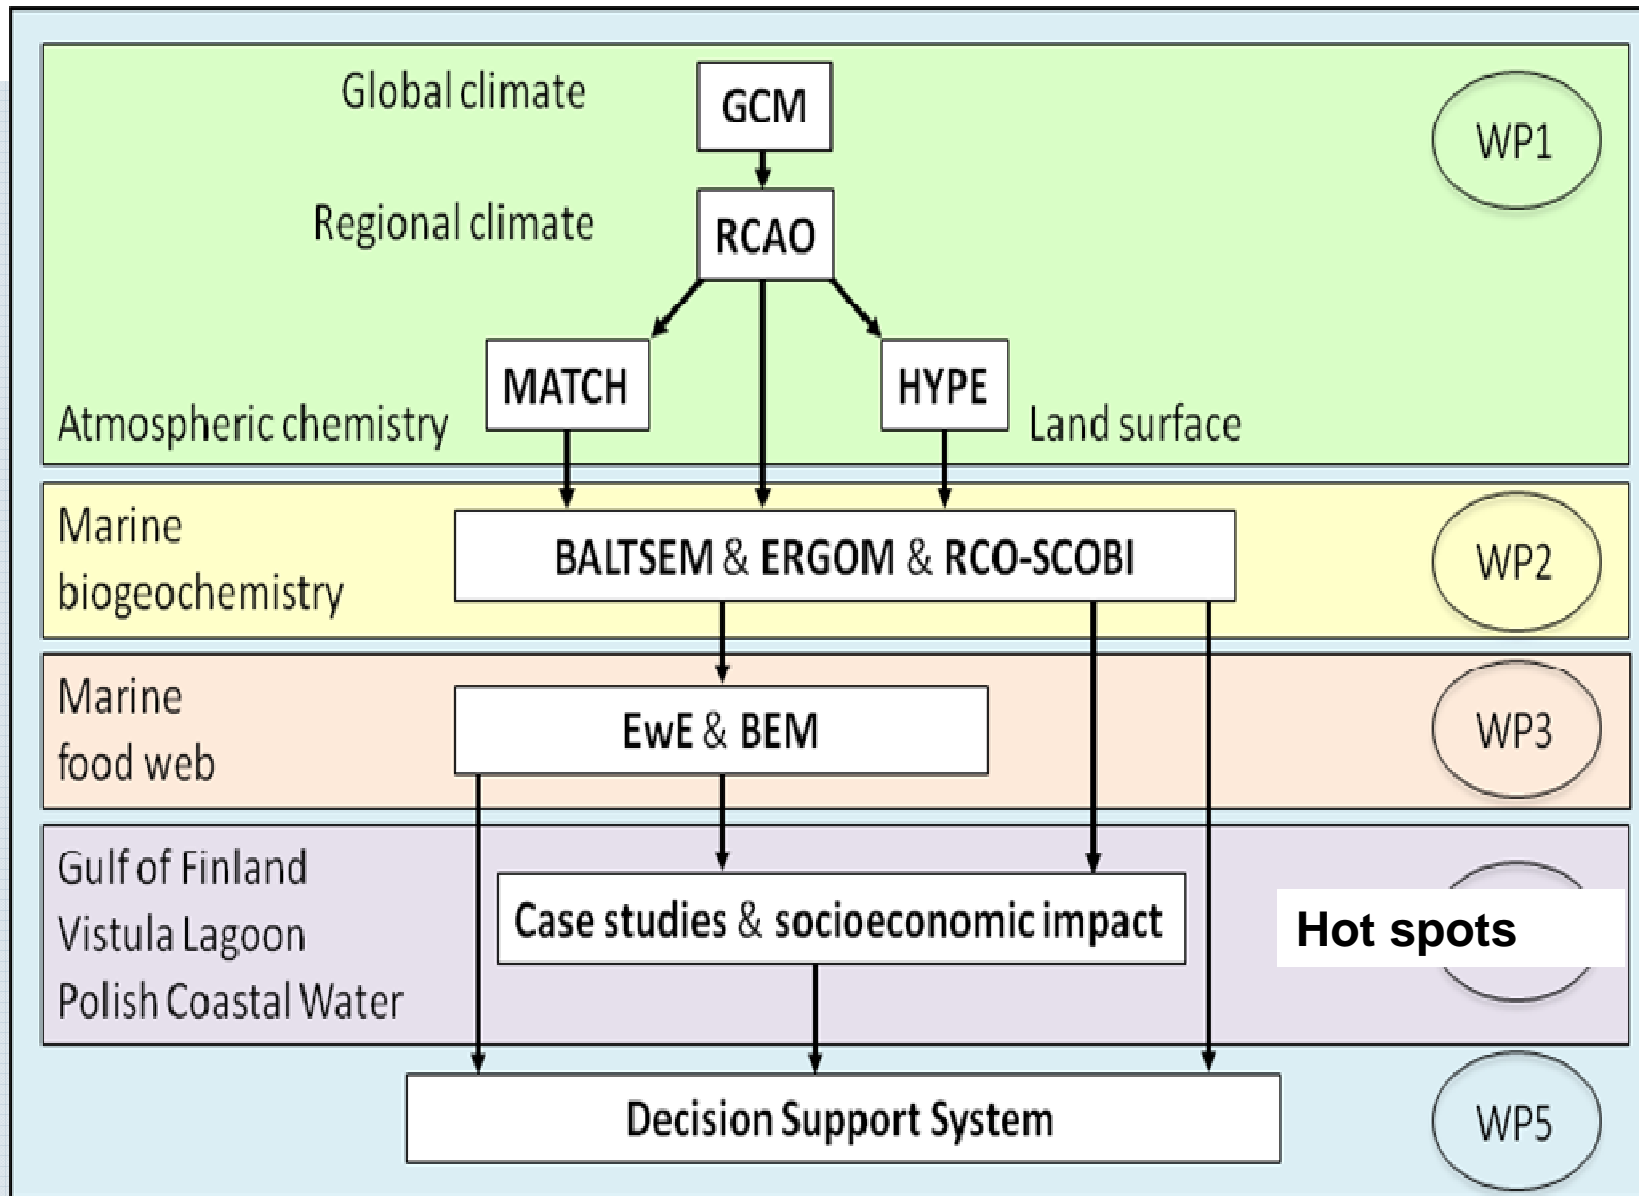 Global climate
GCM
WP1
Regional climate
RCAO
MATCH
HYPE
Atmospheric chemistry
Land surface
Marine
biogeochemistry
BALTSEM & ERGOM & RCO-SCOBI
WP2
Marine
food web
EwE & BEM
WP3
Gulf of Finland
Vistula Lagoon
Polish Coastal Water
Case studies & socioeconomic impact
Hot spots
Decision Support System
WP5